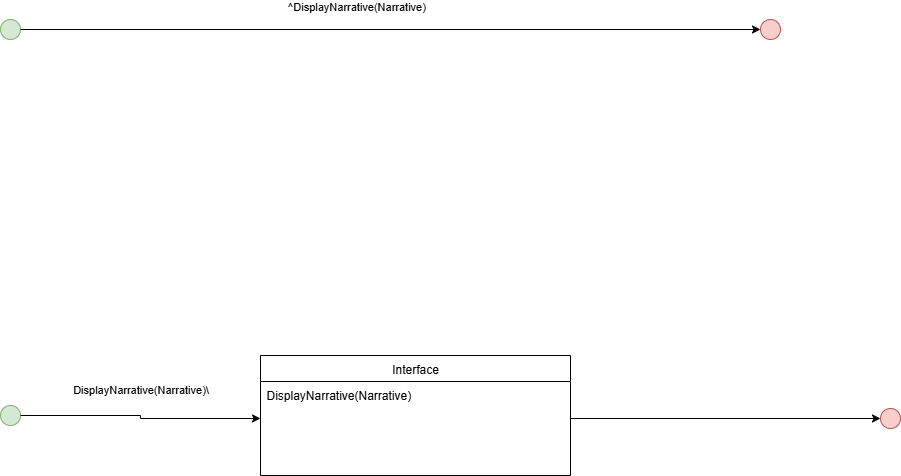 ^DisplayNarrative(Narrative)
Interface
DisplayNarrative(Narrative)\
DisplayNarrative(Narrative)